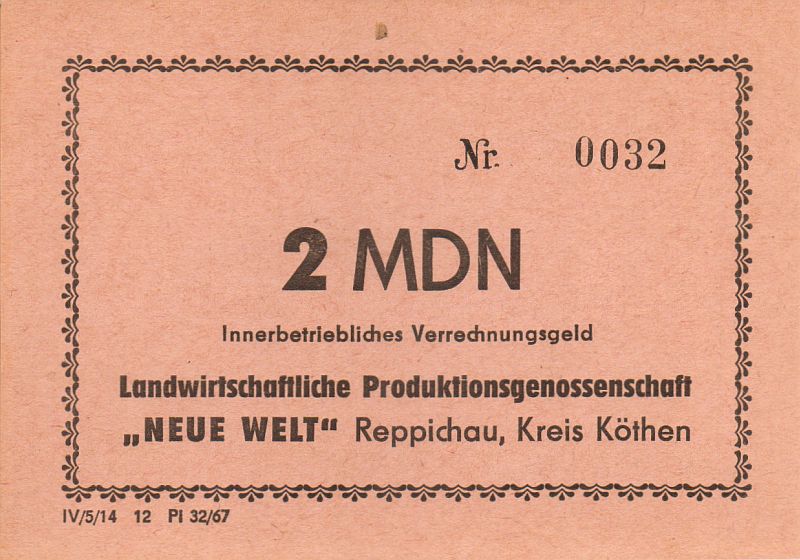 Nr. 0032
2 MDN
Innerbetriebliches Verrechnungsgeld
Landwirtschaftliche Produktionsgenossenschaft
„NEUE WELT" Reppichau, Kreis Köthen
IV/5/14 12 PI 32/67